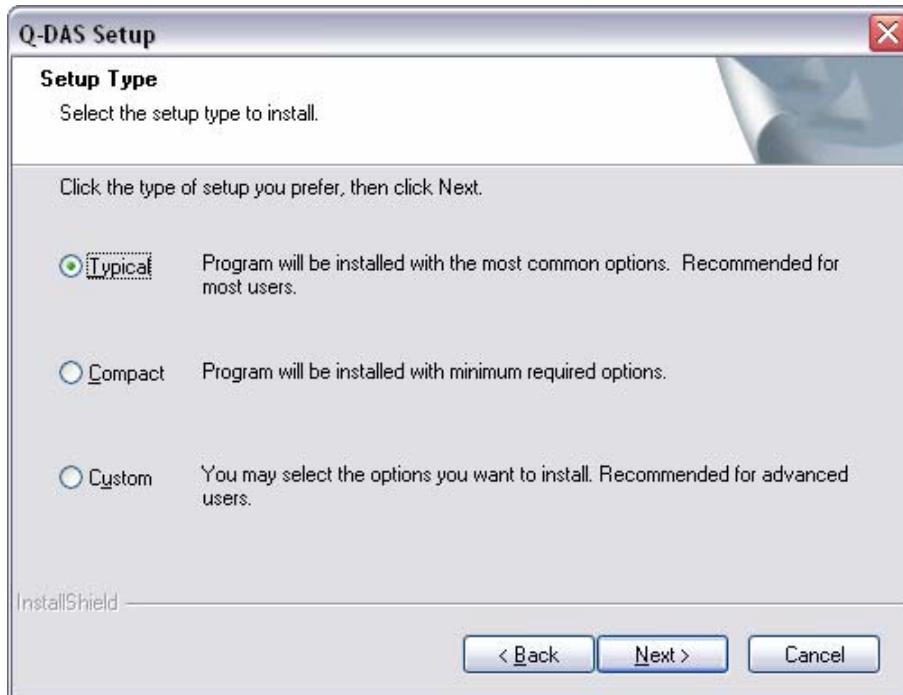 Q-DAS Setup
Setup Type
Select the setup type to install.
Click the type of setup you prefer, then click Next.
Typical
Program will be installed with the most common options.  Recommended for
most users.
Compact
Program will be installed with minimum required options.
Custom
You may select the options you want to install. Recommended for advanced
users.
InstallShield
< Back
Next >
Cancel